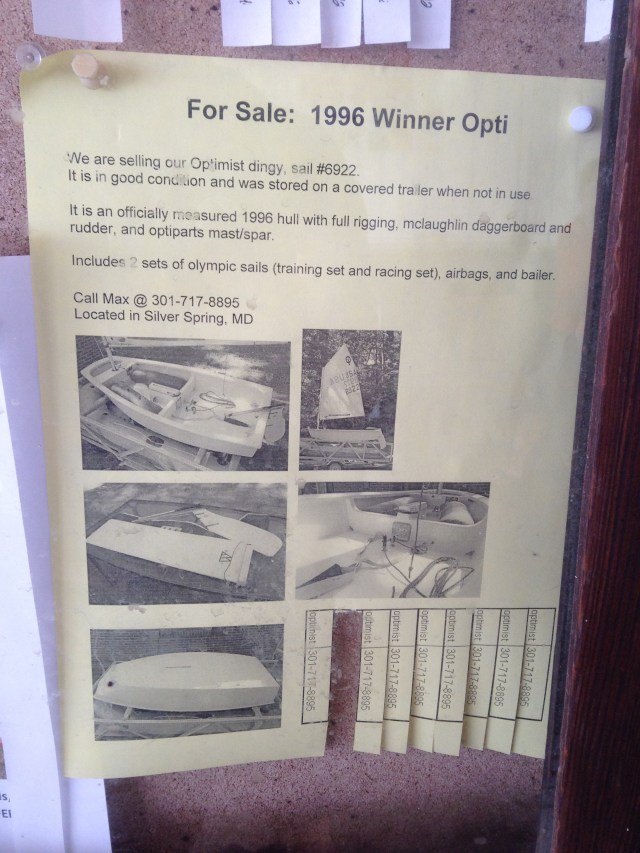 For Sale: 1996 Winner Opti
We are selling our Optimist dingy, sail #6922.
It is in good condition and was stored on a covered trailer when not in use.
It is an officially measured 1996 hull with full rigging, mclaughlin daggerboard and
rudder, and optiparts mast/spar.
Includes 2 sets of olympic sails (training set and racing set), airbags, and bailer.
Call Max @ 301-717-8895
Located in Silver Spring, MD
6922
optimist 301-717-8895
optimist 301-717-8895
optimist 301-717-8895
optimist 301-717-8895
optimist 301-717-8895
optimist 301-717-8895
optimist 301-717-8895
optimist 301-717-8895
is,